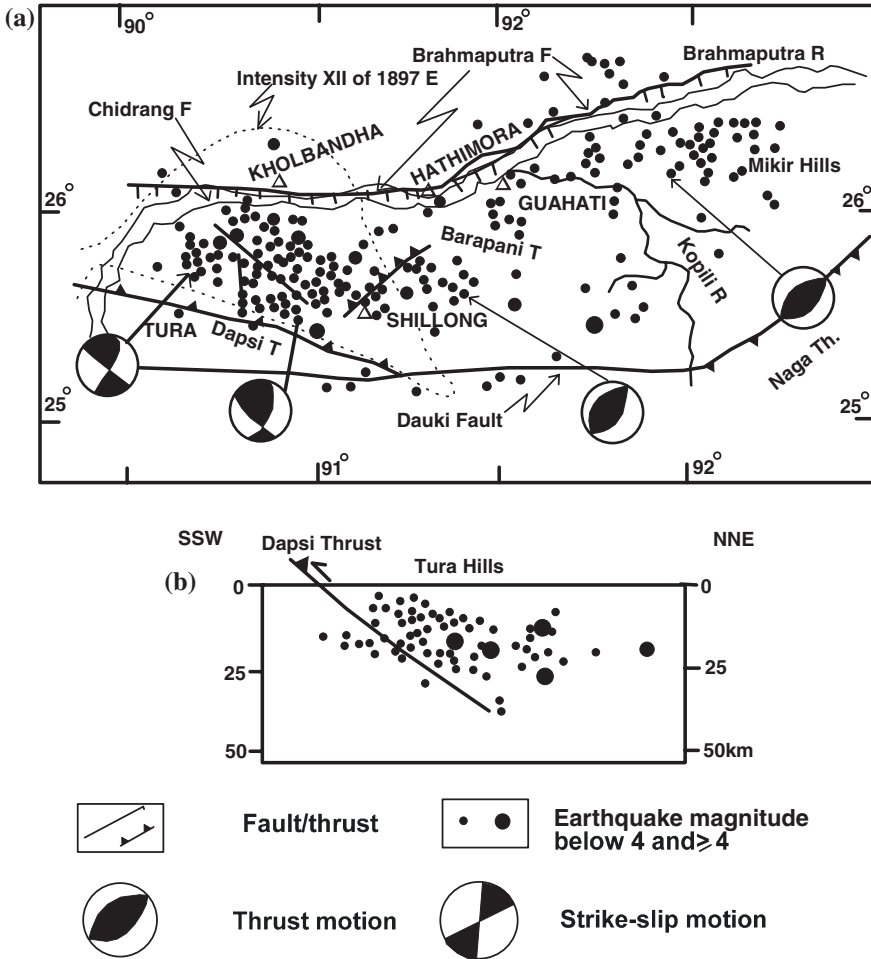 (a)
90° 92°
Brahmaputra F
Brahmaputra R
Intensity XII of 1897 E
Chidrang F
KHOLBANDHA
HATHIMORA
Mikir Hills
GUAHATI
26° 26°
Barapani T
Kopili R
SHILLONG
TURA
Dapsi T
Naga Th.
25° 25°
Dauki Fault
91° 92°
SSW NNE
Dapsi Thrust
Tura Hills
(b)
0 0
25 25
50 50km
Fault/thrust
Earthquake magnitude
below 4 and ≥ 4
Thrust motion
Strike-slip motion